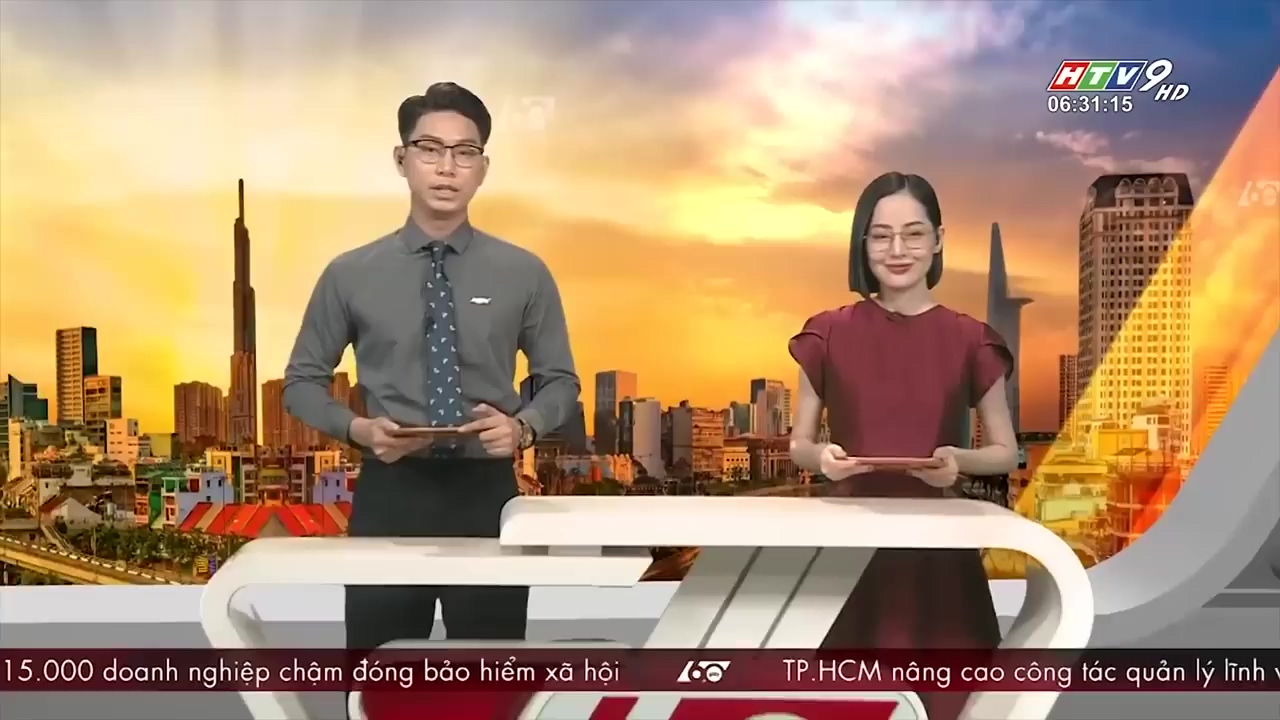 HTV9
HD
06:31:15
15.000 doanh nghiệp chậm đóng bảo hiểm xã hội
60
TP.HCM nâng cao công tác quản lý lĩnh